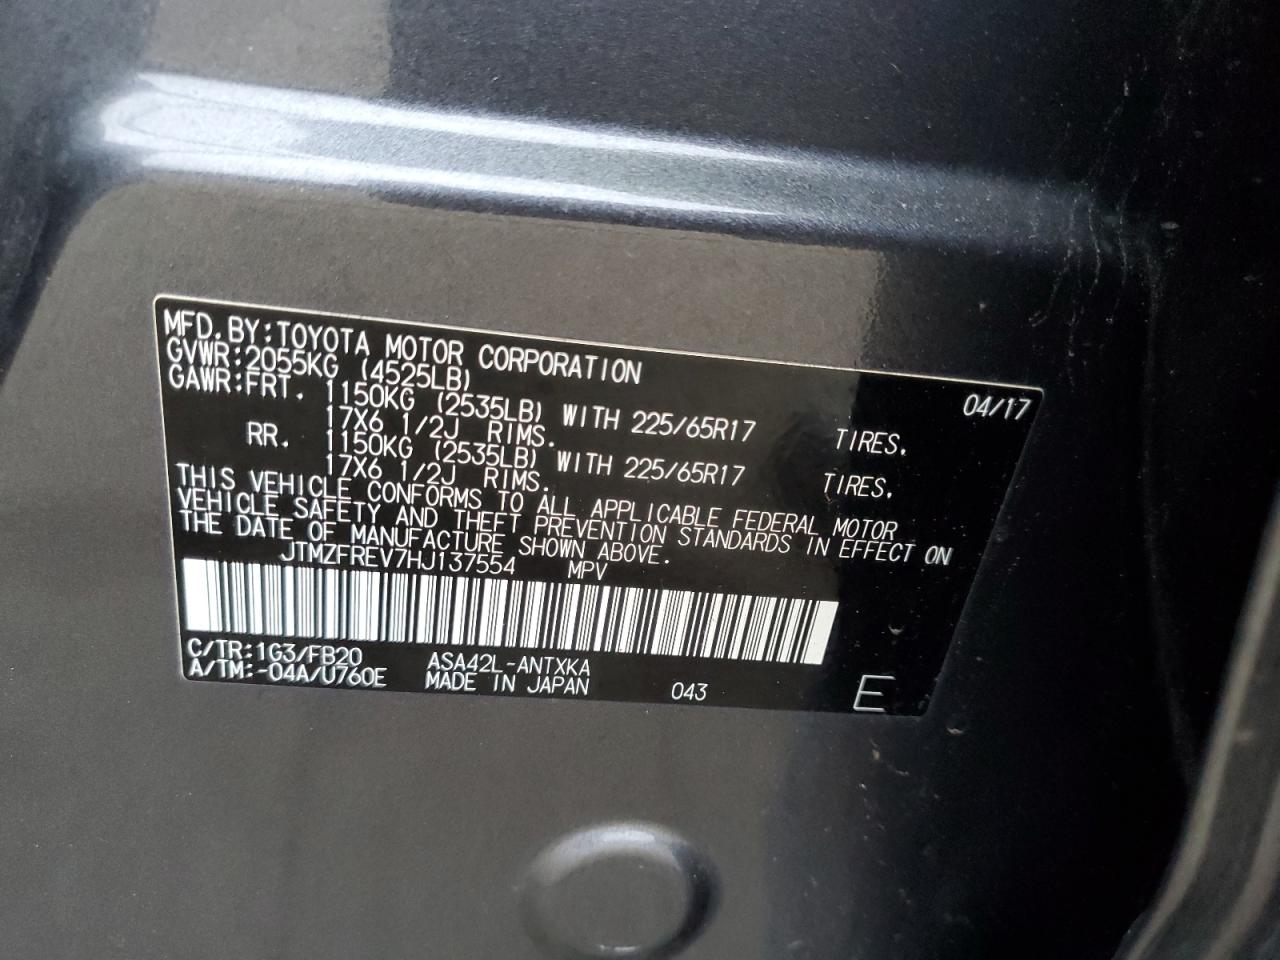 MFD. BY: TOYOTA MOTOR CORPORATION 04/17
GVWR: 2055KG (4525LB)
GAWR: FRT. 1150KG (2535LB) WITH 225/65R17 TIRES.
17X6 1/2J RIMS.
RR. 1150KG (2535LB) WITH 225/65R17 TIRES.
17X6 1/2J RIMS.
THIS VEHICLE CONFORMS TO ALL APPLICABLE FEDERAL MOTOR
VEHICLE SAFETY AND THEFT PREVENTION STANDARDS IN EFFECT ON
THE DATE OF MANUFACTURE SHOWN ABOVE.
JTMZFREV7HJ137554 MPV
C/TR: 1G3/FB20 ASA42L-ANTXKA
A/TM: -04A/U760E MADE IN JAPAN 043 E